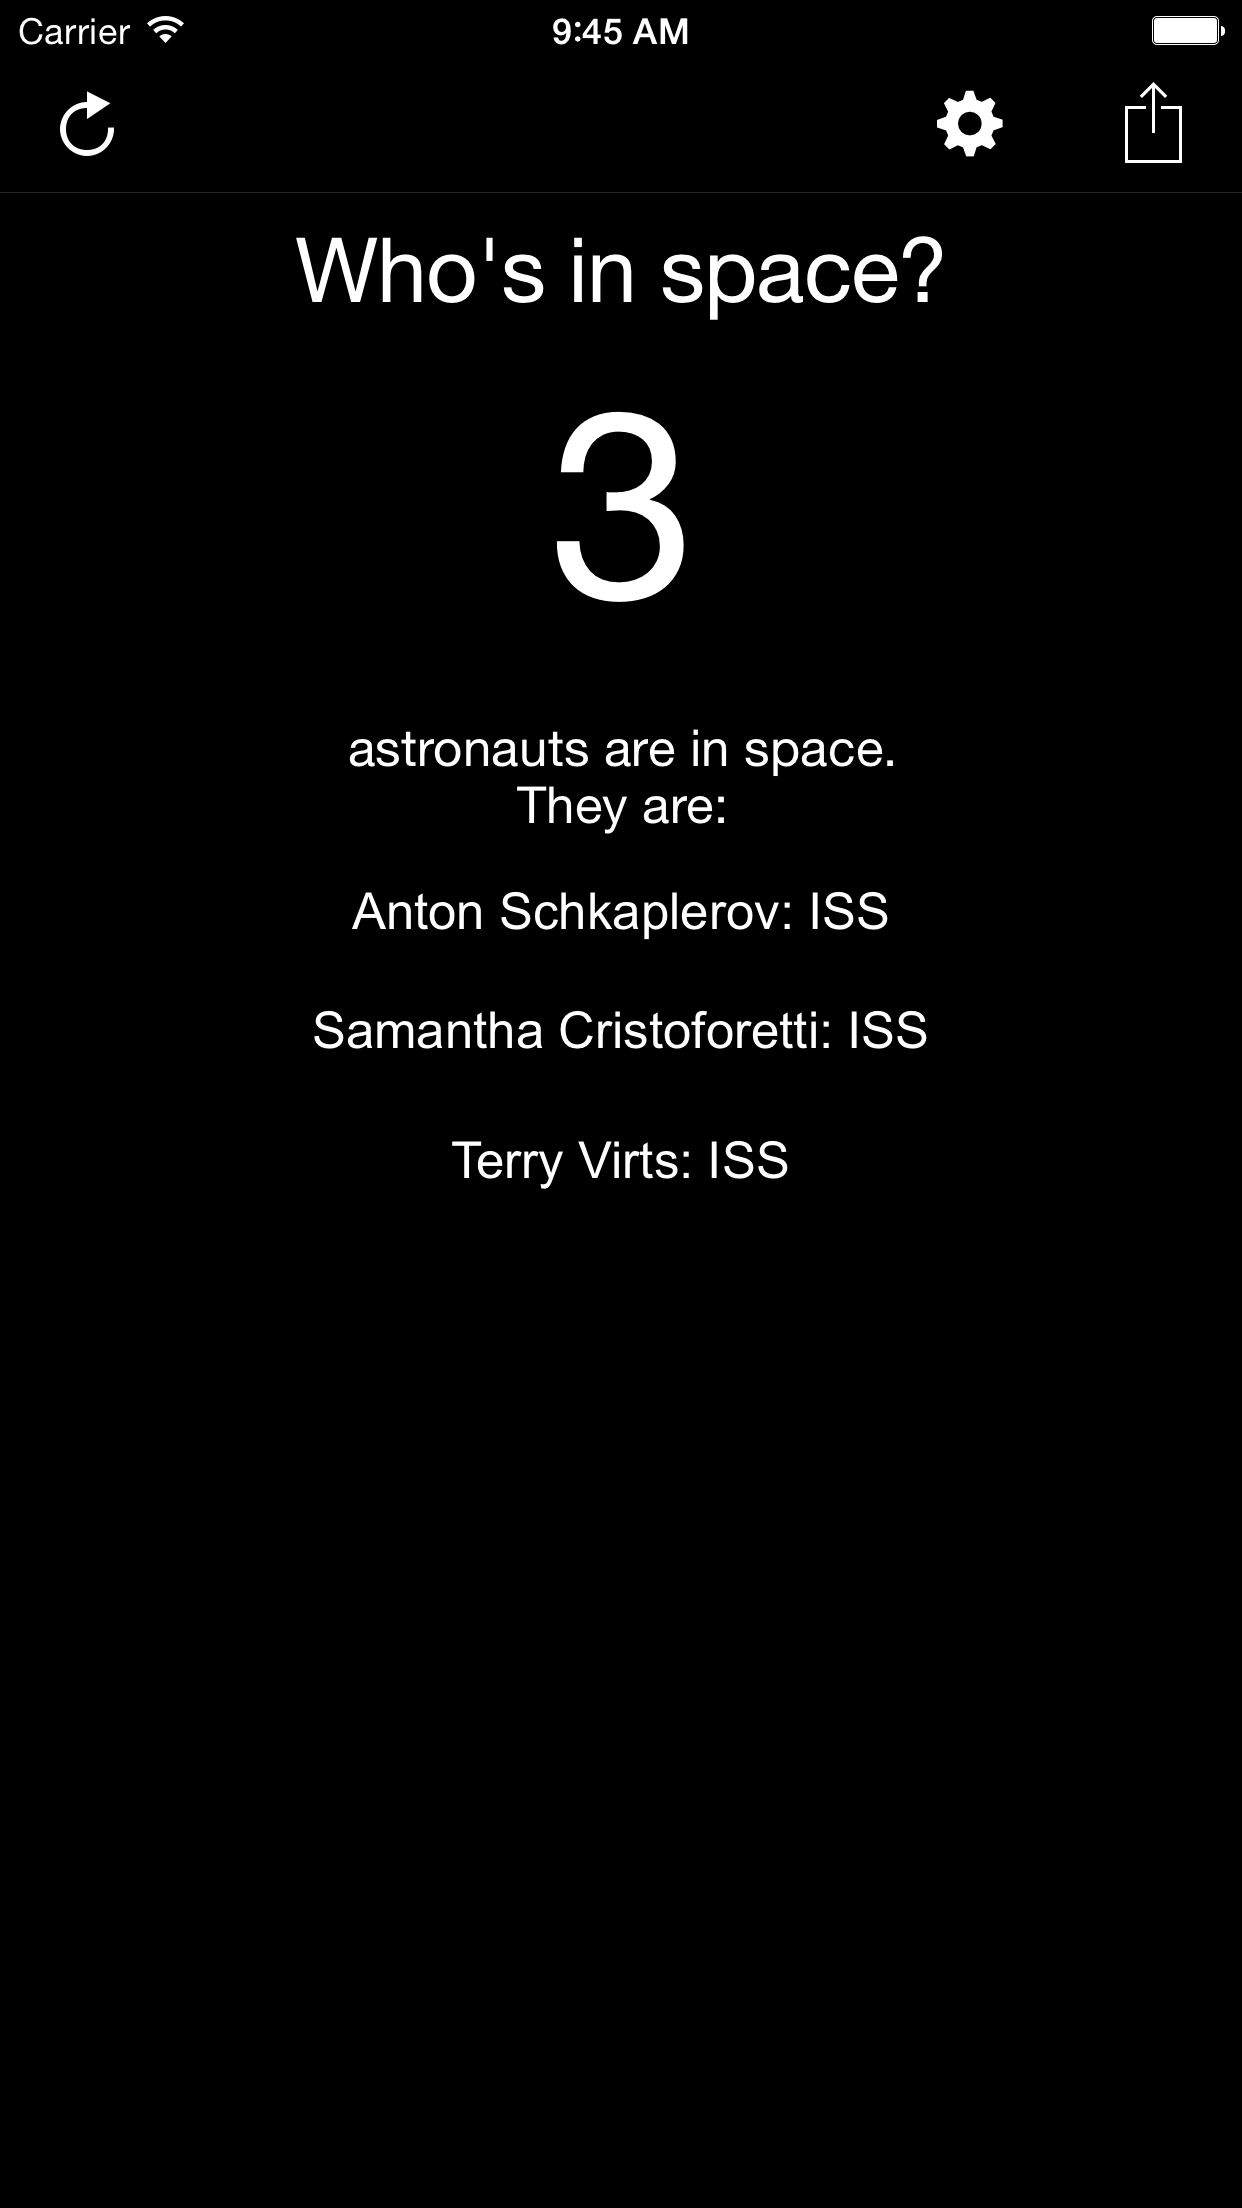 Carrier 9:45 AM
Who's in space?
3
astronauts are in space.
They are:
Anton Schkaplerov: ISS
Samantha Cristoforetti: ISS
Terry Virts: ISS